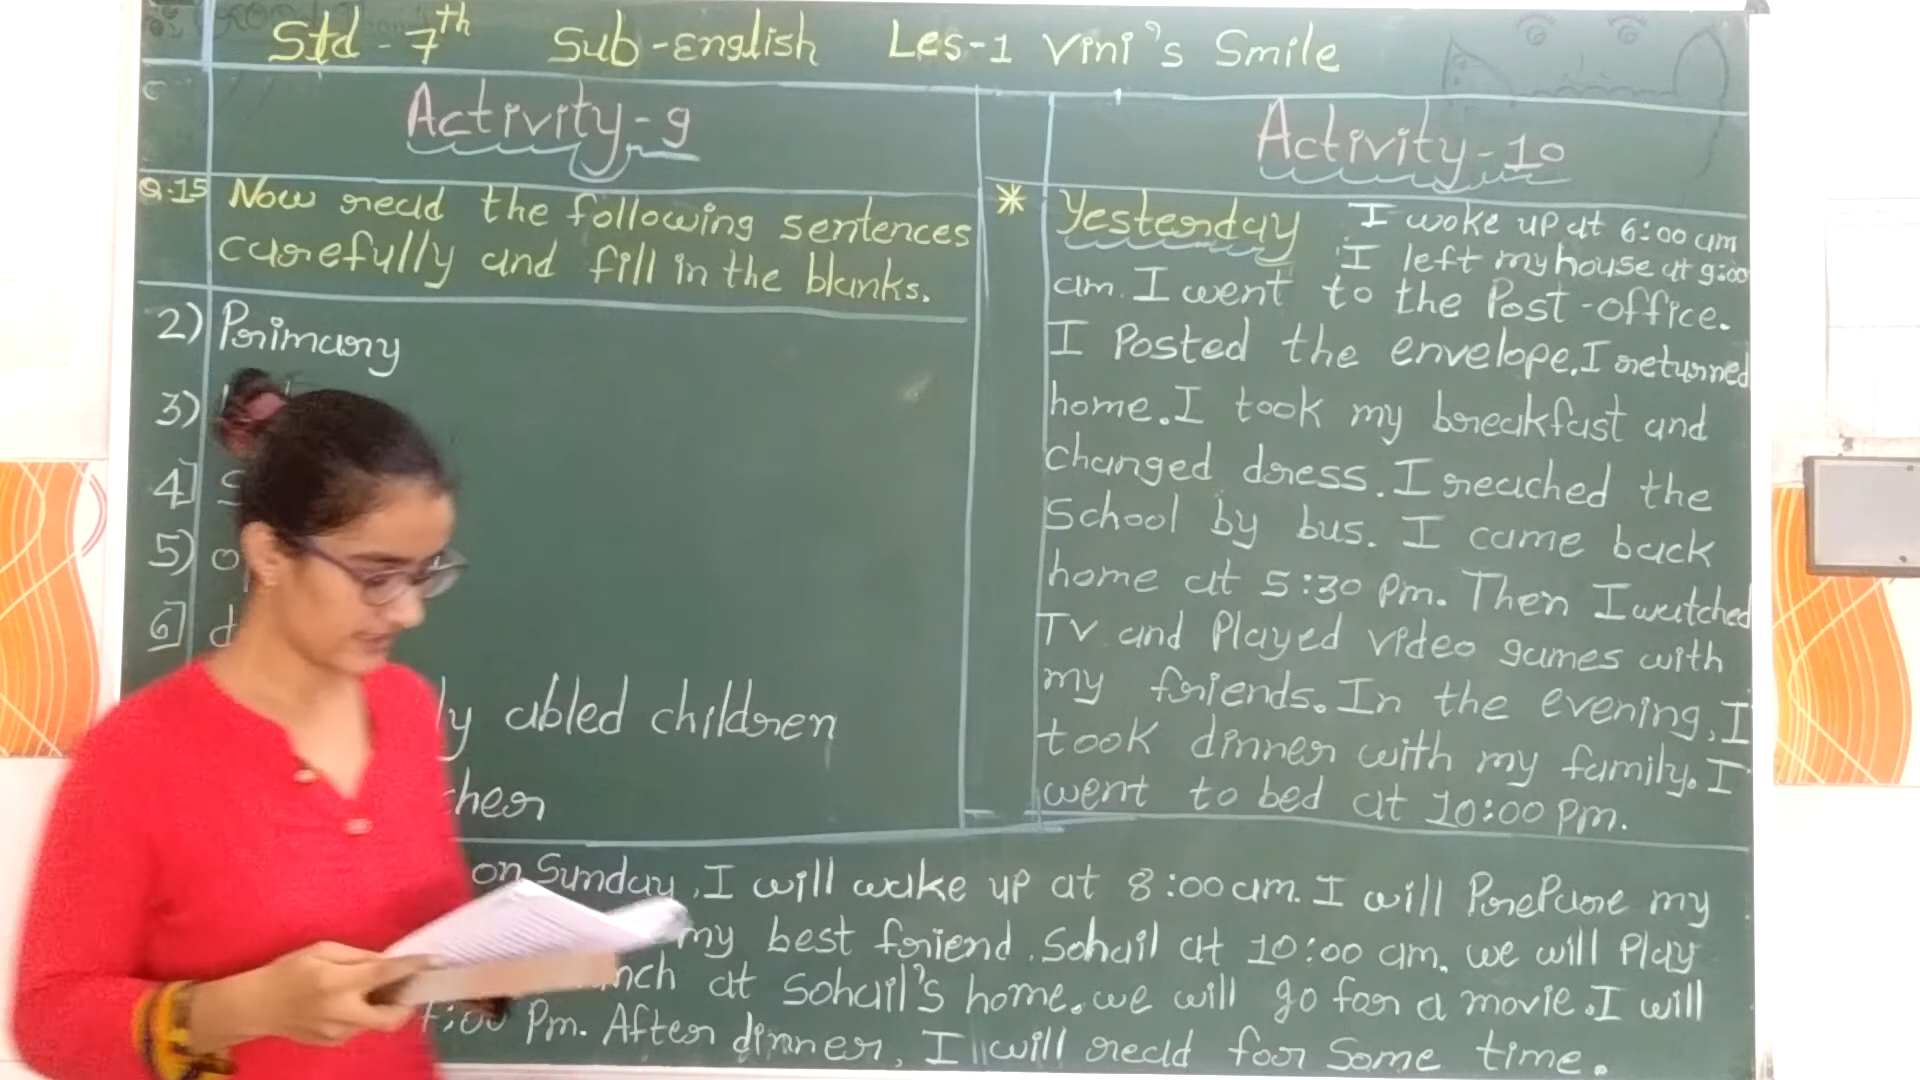 Std - 7th Sub - English Les-1 Vini's Smile
Activity-9
Q.15 Now read the following sentences
carefully and fill in the blanks.
2) Primary
3)
4]
5)
6]
abled children
Activity-10
* Yesterday I woke up at 6:00 am
I left my house at 9:00
am. I went to the Post-office.
I Posted the envelope. I returned
home. I took my breakfast and
changed dress. I reached the
School by bus. I came back
home at 5:30 Pm. Then I watched
TV and Played video games with
my friends. In the evening, I
took dinner with my family. I
went to bed at 10:00 Pm.
on Sunday, I will wake up at 8:00 am. I will Prepare my
my best friend. Sohail at 10:00 am. we will Play
at Sohail's home. we will go for a movie. I will
:00 Pm. After dinner, I will read for Some time.